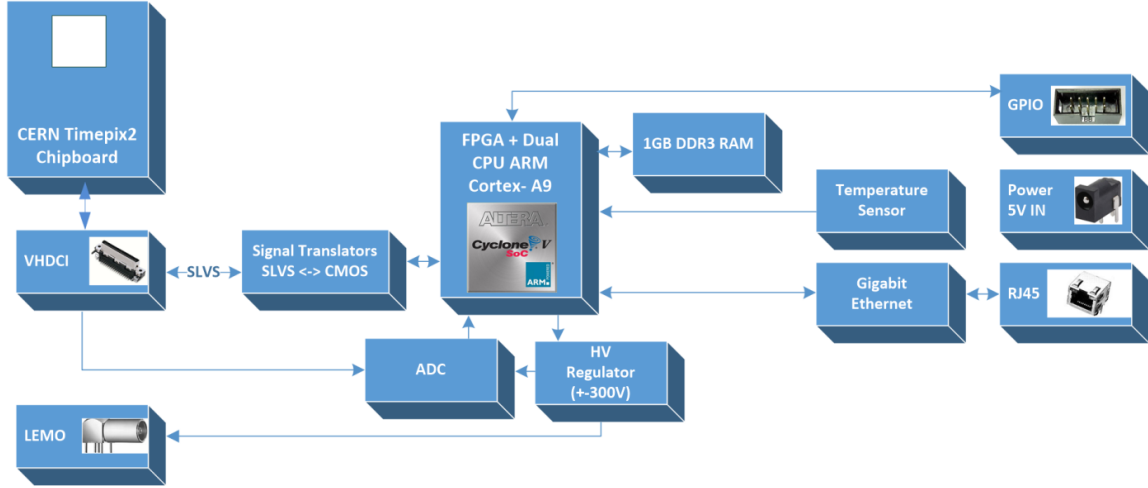 CERN Timepix2
Chipboard
VHDCI
SLVS
Signal Translators
SLVS <-> CMOS
FPGA + Dual
CPU ARM
Cortex- A9
ALTERA
Cyclone V
SoC
ARM
1GB DDR3 RAM
GPIO
Temperature
Sensor
Power
5V IN
Gigabit
Ethernet
RJ45
ADC
HV
Regulator
(+-300V)
LEMO